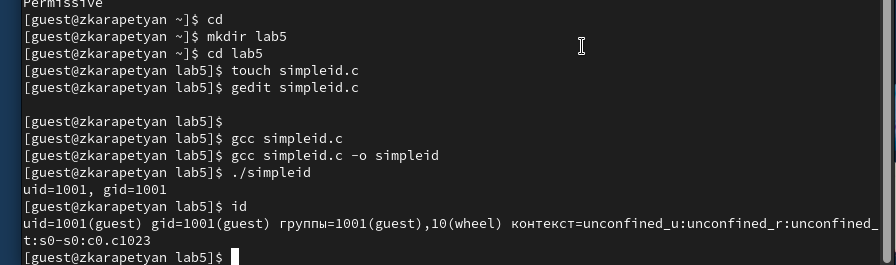 Permissive
[guest@zkarapetyan ~]$ cd
[guest@zkarapetyan ~]$ mkdir lab5
[guest@zkarapetyan ~]$ cd lab5
[guest@zkarapetyan lab5]$ touch simpleid.c
[guest@zkarapetyan lab5]$ gedit simpleid.c
[guest@zkarapetyan lab5]$
[guest@zkarapetyan lab5]$ gcc simpleid.c
[guest@zkarapetyan lab5]$ gcc simpleid.c -o simpleid
[guest@zkarapetyan lab5]$ ./simpleid
uid=1001, gid=1001
[guest@zkarapetyan lab5]$ id
uid=1001(guest) gid=1001(guest) группы=1001(guest),10(wheel) контекст=unconfined_u:unconfined_r:unconfined_
t:s0-s0:c0.c1023
[guest@zkarapetyan lab5]$